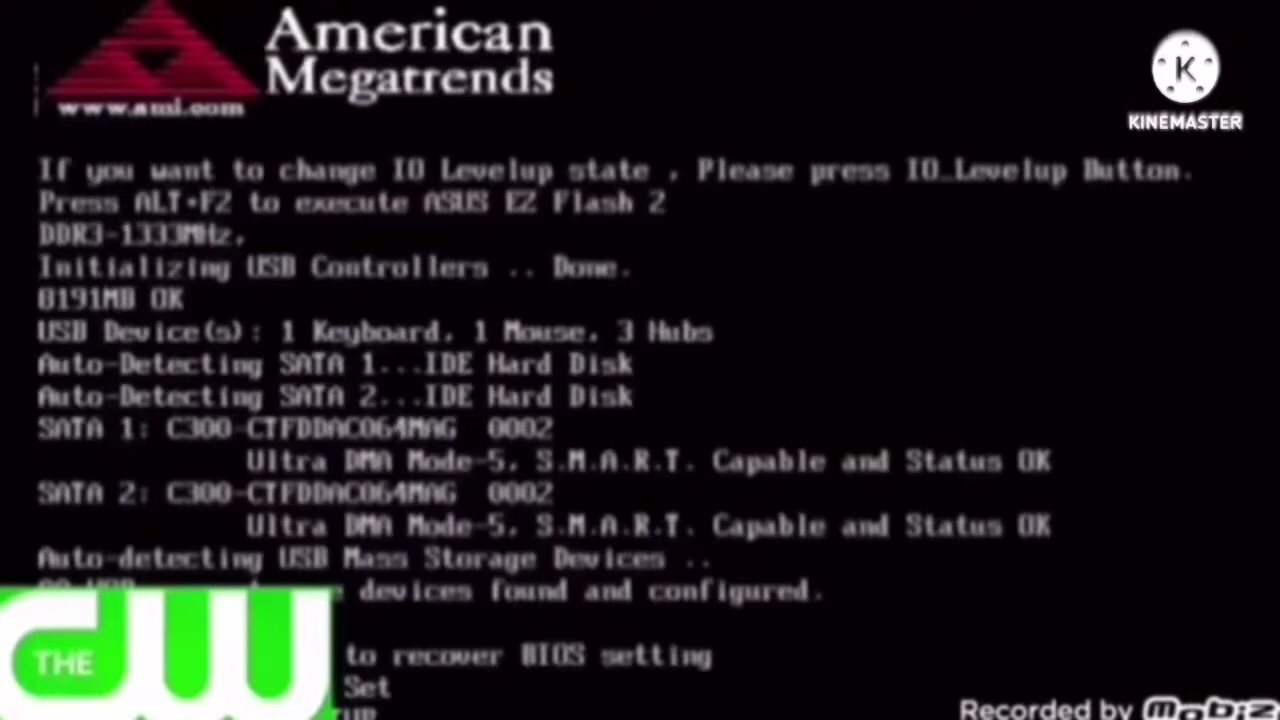 American
Megatrends
www.ami.com
KINEMASTER
If you want to change IO Levelup state , Please press IO_Levelup Button.
Press ALT+F2 to execute ASUS EZ Flash 2
DDR3-1333MHz,
Initializing USB Controllers .. Done.
8191MB OK
USB Device(s): 1 Keyboard, 1 Mouse, 3 Hubs
Auto-Detecting SATA 1...IDE Hard Disk
Auto-Detecting SATA 2...IDE Hard Disk
SATA 1: C300-CTFDDAC064MAG 0002
Ultra DMA Mode-5, S.M.A.R.T. Capable and Status OK
SATA 2: C300-CTFDDAC064MAG 0002
Ultra DMA Mode-5, S.M.A.R.T. Capable and Status OK
Auto-detecting USB Mass Storage Devices ..
devices found and configured.
THE CW
to recover BIOS setting
Set
Recorded by Mobiz